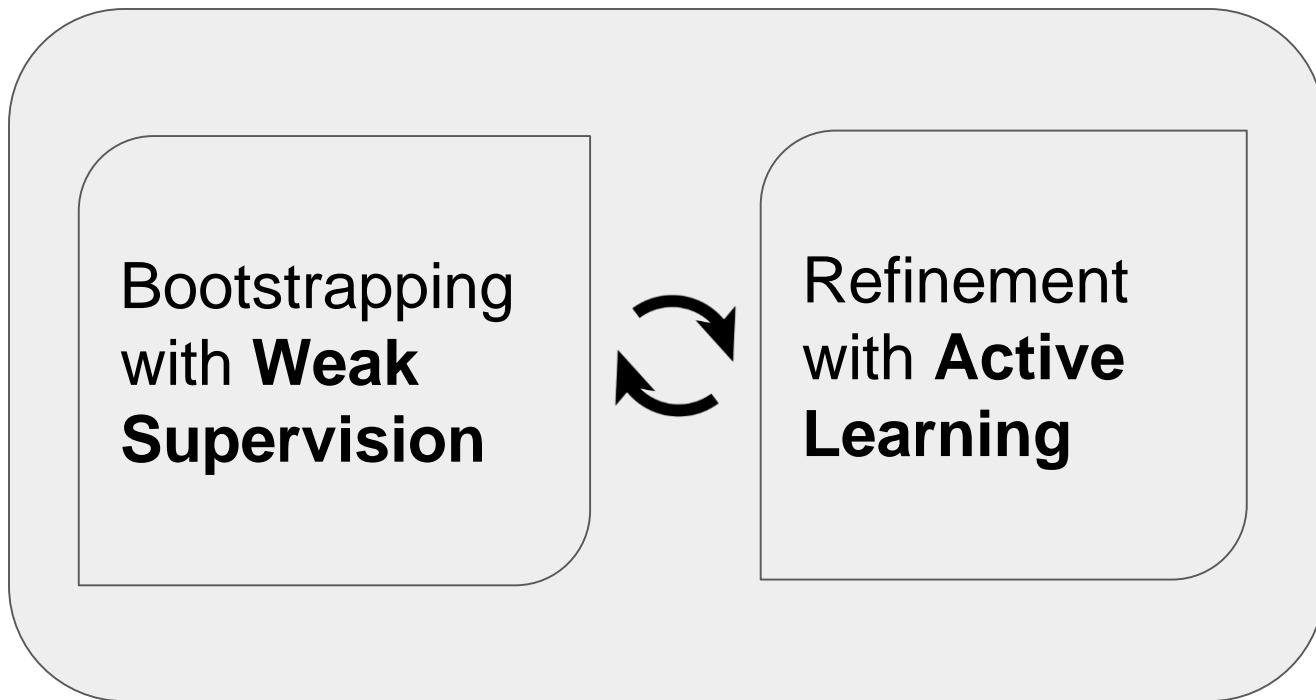 Bootstrapping
with Weak
Supervision
Refinement
with Active
Learning